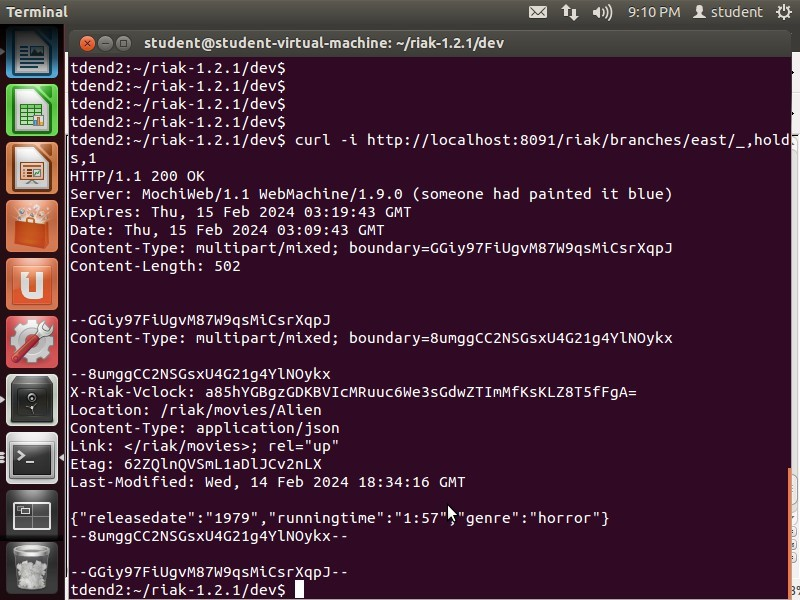 Terminal
9:10 PM
student
student@student-virtual-machine: ~/riak-1.2.1/dev
tdend2:~/riak-1.2.1/dev$
tdend2:~/riak-1.2.1/dev$
tdend2:~/riak-1.2.1/dev$
tdend2:~/riak-1.2.1/dev$
tdend2:~/riak-1.2.1/dev$ curl -i http://localhost:8091/riak/branches/east/_,hold
s,1
HTTP/1.1 200 OK
Server: MochiWeb/1.1 WebMachine/1.9.0 (someone had painted it blue)
Expires: Thu, 15 Feb 2024 03:19:43 GMT
Date: Thu, 15 Feb 2024 03:09:43 GMT
Content-Type: multipart/mixed; boundary=GGiy97FiUgvM87W9qsMiCsrXqpJ
Content-Length: 502
--GGiy97FiUgvM87W9qsMiCsrXqpJ
Content-Type: multipart/mixed; boundary=8umggCC2NSGsxU4G21g4YlNOykx
--8umggCC2NSGsxU4G21g4YlNOykx
X-Riak-Vclock: a85hYGBgzGDKBVIcMRuuc6We3sGdwZTImMfKsKLZ8T5fFgA=
Location: /riak/movies/Alien
Content-Type: application/json
Link: </riak/movies>; rel="up"
Etag: 62ZQlnQVSmL1aDlJCv2nLX
Last-Modified: Wed, 14 Feb 2024 18:34:16 GMT
{"releasedate":"1979","runningtime":"1:57","genre":"horror"}
--8umggCC2NSGsxU4G21g4YlNOykx--
--GGiy97FiUgvM87W9qsMiCsrXqpJ--
tdend2:~/riak-1.2.1/dev$